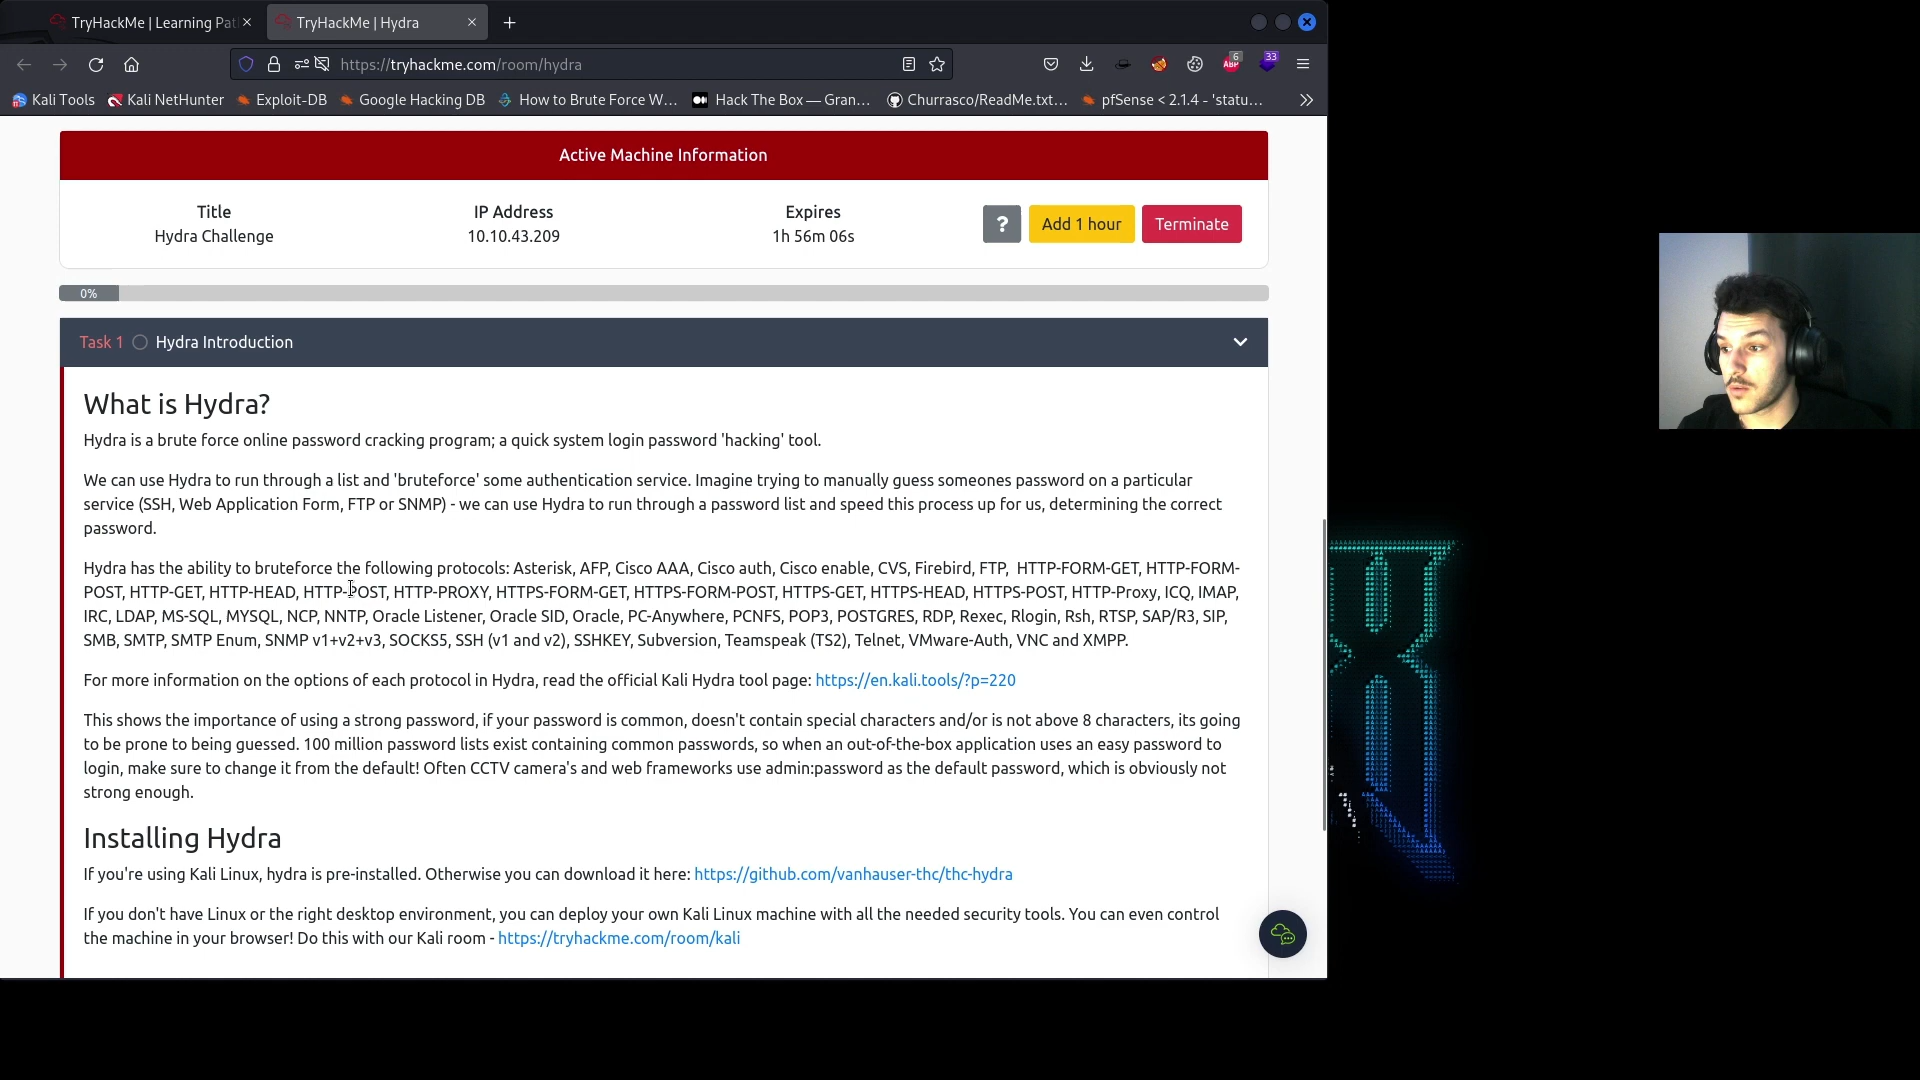 TryHackMe | Learning Pat
TryHackMe | Hydra
https://tryhackme.com/room/hydra
ABP
6
33
Kali Tools
Kali NetHunter
Exploit-DB
Google Hacking DB
How to Brute Force W...
Hack The Box — Gran...
Churrasco/ReadMe.txt...
pfSense < 2.1.4 - 'statu...
Active Machine Information
Title
IP Address
Expires
Hydra Challenge
10.10.43.209
1h 56m 06s
?
Add 1 hour
Terminate
0%
Task 1
Hydra Introduction
What is Hydra?
Hydra is a brute force online password cracking program; a quick system login password 'hacking' tool.
We can use Hydra to run through a list and 'bruteforce' some authentication service. Imagine trying to manually guess someones password on a particular
service (SSH, Web Application Form, FTP or SNMP) - we can use Hydra to run through a password list and speed this process up for us, determining the correct
password.
Hydra has the ability to bruteforce the following protocols: Asterisk, AFP, Cisco AAA, Cisco auth, Cisco enable, CVS, Firebird, FTP,  HTTP-FORM-GET, HTTP-FORM-
POST, HTTP-GET, HTTP-HEAD, HTTP-POST, HTTP-PROXY, HTTPS-FORM-GET, HTTPS-FORM-POST, HTTPS-GET, HTTPS-HEAD, HTTPS-POST, HTTP-Proxy, ICQ, IMAP,
IRC, LDAP, MS-SQL, MYSQL, NCP, NNTP, Oracle Listener, Oracle SID, Oracle, PC-Anywhere, PCNFS, POP3, POSTGRES, RDP, Rexec, Rlogin, Rsh, RTSP, SAP/R3, SIP,
SMB, SMTP, SMTP Enum, SNMP v1+v2+v3, SOCKS5, SSH (v1 and v2), SSHKEY, Subversion, Teamspeak (TS2), Telnet, VMware-Auth, VNC and XMPP.
For more information on the options of each protocol in Hydra, read the official Kali Hydra tool page: https://en.kali.tools/?p=220
This shows the importance of using a strong password, if your password is common, doesn't contain special characters and/or is not above 8 characters, its going
to be prone to being guessed. 100 million password lists exist containing common passwords, so when an out-of-the-box application uses an easy password to
login, make sure to change it from the default! Often CCTV camera's and web frameworks use admin:password as the default password, which is obviously not
strong enough.
Installing Hydra
If you're using Kali Linux, hydra is pre-installed. Otherwise you can download it here: https://github.com/vanhauser-thc/thc-hydra
If you don't have Linux or the right desktop environment, you can deploy your own Kali Linux machine with all the needed security tools. You can even control
the machine in your browser! Do this with our Kali room - https://tryhackme.com/room/kali